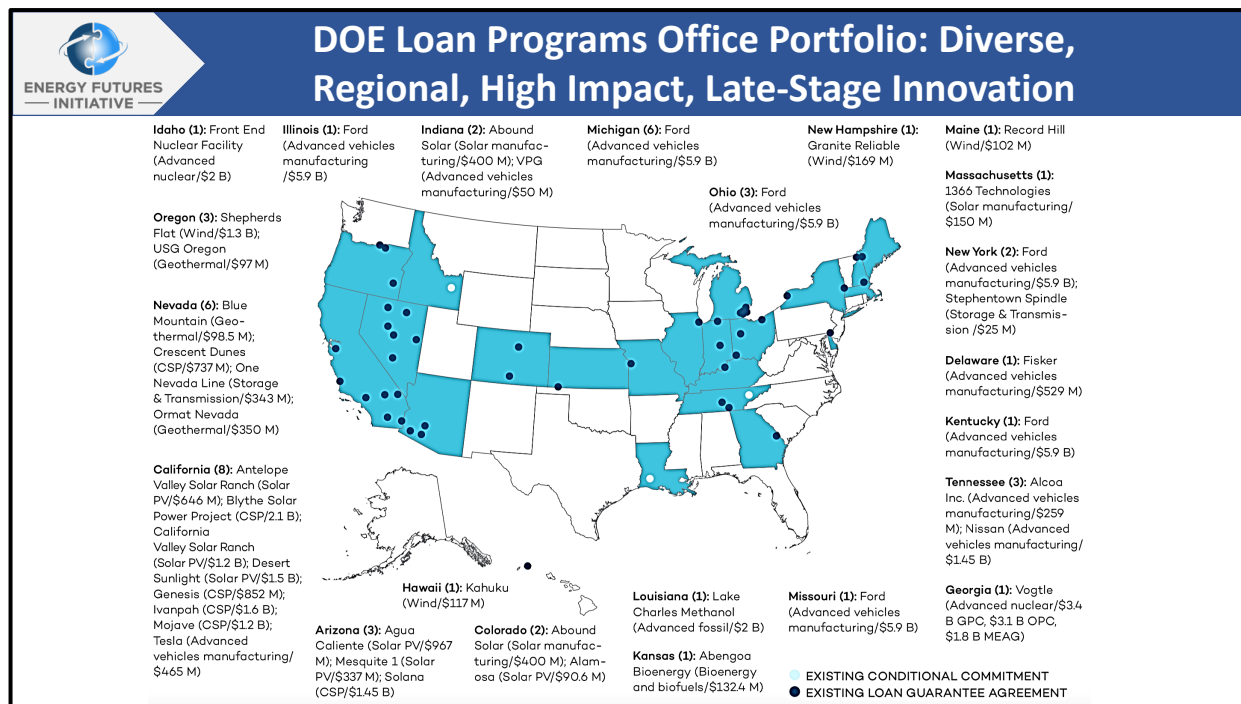 ENERGY FUTURES
INITIATIVE
DOE Loan Programs Office Portfolio: Diverse,
Regional, High Impact, Late-Stage Innovation
Idaho (1): Front End
Nuclear Facility
(Advanced
nuclear/$2 B)
Illinois (1): Ford
(Advanced vehicles
manufacturing
/$5.9 B)
Indiana (2): Abound
Solar (Solar manufac-
turing/$400 M); VPG
(Advanced vehicles
manufacturing/$50 M)
Michigan (6): Ford
(Advanced vehicles
manufacturing/$5.9 B)
New Hampshire (1):
Granite Reliable
(Wind/$169 M)
Maine (1): Record Hill
(Wind/$102 M)
Massachusetts (1):
1366 Technologies
(Solar manufacturing/
$150 M)
Ohio (3): Ford
(Advanced vehicles
manufacturing/$5.9 B)
Oregon (3): Shepherds
Flat (Wind/$1.3 B);
USG Oregon
(Geothermal/$97 M)
New York (2): Ford
(Advanced vehicles
manufacturing/$5.9 B);
Stephentown Spindle
(Storage & Transmis-
sion /$25 M)
Nevada (6): Blue
Mountain (Geo-
thermal/$98.5 M);
Crescent Dunes
(CSP/$737 M); One
Nevada Line (Storage
& Transmission/$343 M);
Ormat Nevada
(Geothermal/$350 M)
Delaware (1): Fisker
(Advanced vehicles
manufacturing/$529 M)
Kentucky (1): Ford
(Advanced vehicles
manufacturing/$5.9 B)
California (8): Antelope
Valley Solar Ranch (Solar
PV/$646 M); Blythe Solar
Power Project (CSP/2.1 B);
California
Valley Solar Ranch
(Solar PV/$1.2 B); Desert
Sunlight (Solar PV/$1.5 B);
Genesis (CSP/$852 M);
Ivanpah (CSP/$1.6 B);
Mojave (CSP/$1.2 B);
Tesla (Advanced
vehicles manufacturing/
$465 M)
Tennessee (3): Alcoa
Inc. (Advanced vehicles
manufacturing/$259
M); Nissan (Advanced
vehicles manufacturing/
$1.45 B)
Hawaii (1): Kahuku
(Wind/$117 M)
Louisiana (1): Lake
Charles Methanol
(Advanced fossil/$2 B)
Missouri (1): Ford
(Advanced vehicles
manufacturing/$5.9 B)
Georgia (1): Vogtle
(Advanced nuclear/$3.4
B GPC, $3.1 B OPC,
$1.8 B MEAG)
Arizona (3): Agua
Caliente (Solar PV/$967
M); Mesquite 1 (Solar
PV/$337 M); Solana
(CSP/$1.45 B)
Colorado (2): Abound
Solar (Solar manufac-
turing/$400 M); Alam-
osa (Solar PV/$90.6 M)
Kansas (1): Abengoa
Bioenergy (Bioenergy
and biofuels/$132.4 M)
EXISTING CONDITIONAL COMMITMENT
EXISTING LOAN GUARANTEE AGREEMENT